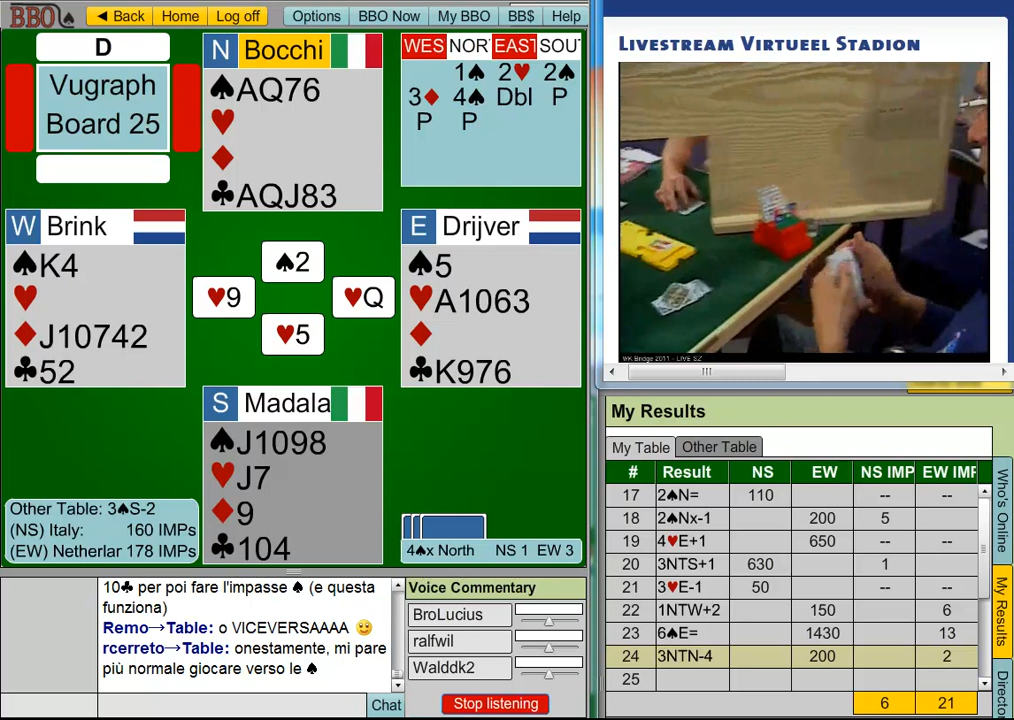 BBO
◄ Back
Home
Log off
Options
BBO Now
My BBO
BB$
Help
D
Vugraph
Board 25
N Bocchi
♠AQ76
♥
♦
♣AQJ83
WES NOR EAST SOUT
1♠ 2♥ 2♠
3♦ 4♠ Dbl P
P P
W Brink
♠K4
♥
♦J10742
♣52
♠2
♥9
♥Q
♥5
E Drijver
♠5
♥A1063
♦
♣K976
S Madala
♠J1098
♥J7
♦9
♣104
Other Table: 3♠S-2
(NS) Italy: 160 IMPs
(EW) Netherlar 178 IMPs
4♠x North NS 1 EW 3
10♣ per poi fare l'impasse ♠ (e questa
funziona)
Remo→Table: o VICEVERSAAAA
rcerreto→Table: onestamente, mi pare
più normale giocare verso le ♠
Chat
Voice Commentary
BroLucius
ralfwil
Walddk2
Stop listening
Livestream Virtueel Stadion
WK Bridge 2011 - LIVE SZ
My Results
My Table Other Table
# Result NS EW NS IMP EW IMF
17 2♠N= 110 -- --
18 2♠Nx-1 200 5
19 4♥E+1 650 -- --
20 3NTS+1 630 1
21 3♥E-1 50 -- --
22 1NTW+2 150 6
23 6♠E= 1430 13
24 3NTN-4 200 2
25
6 21
Who's Online
My Results
Director